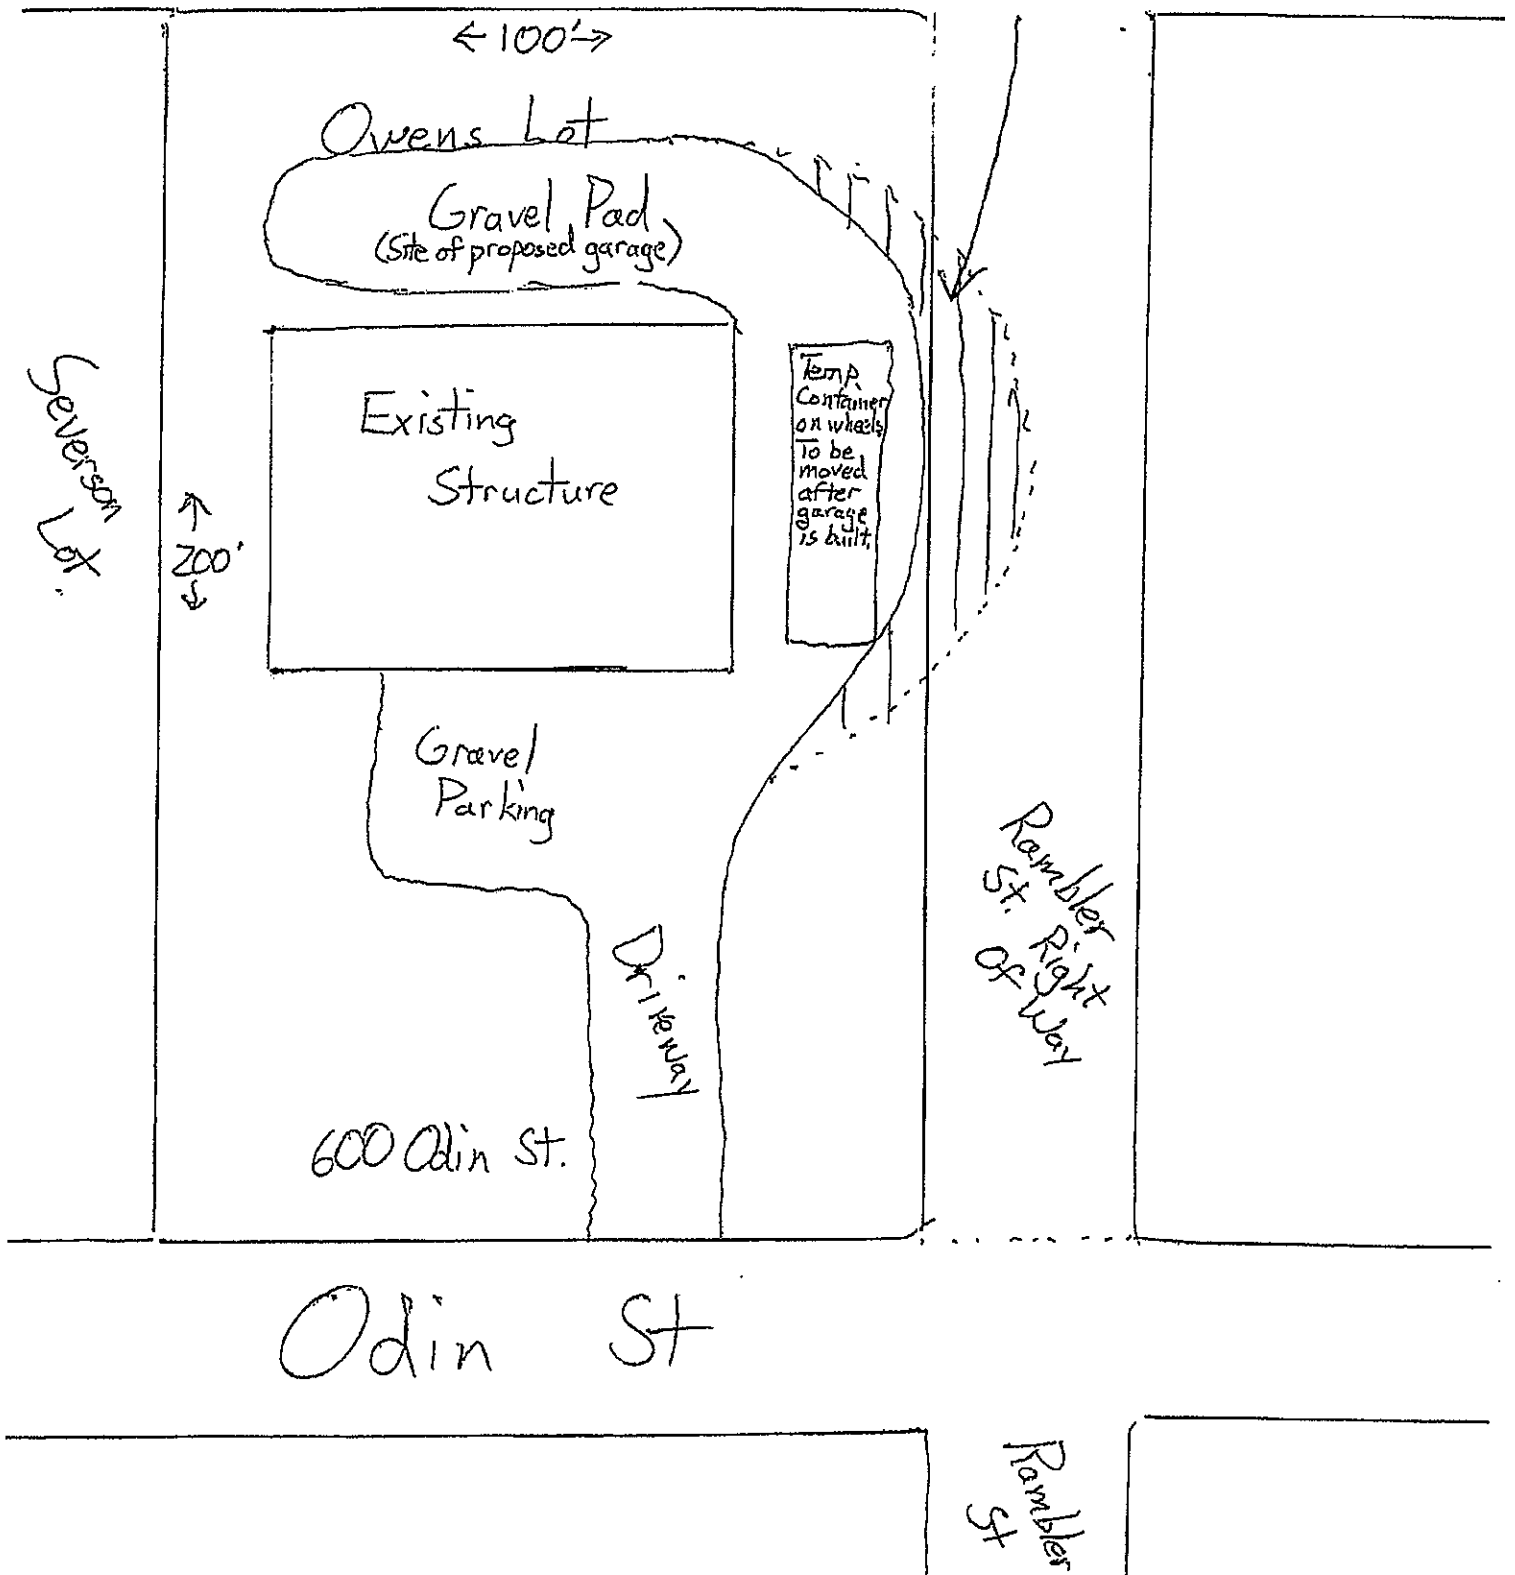 ← 100' →
Owens Lot
Gravel Pad
(Site of proposed garage)
Severson
Lot
↑
200'
↓
Existing
Structure
Temp.
Container
on wheels
To be
moved
after
garage
is built.
Gravel
Parking
Driveway
Rambler
St. Right
Of Way
600 Odin St.
Odin St
Rambler
St